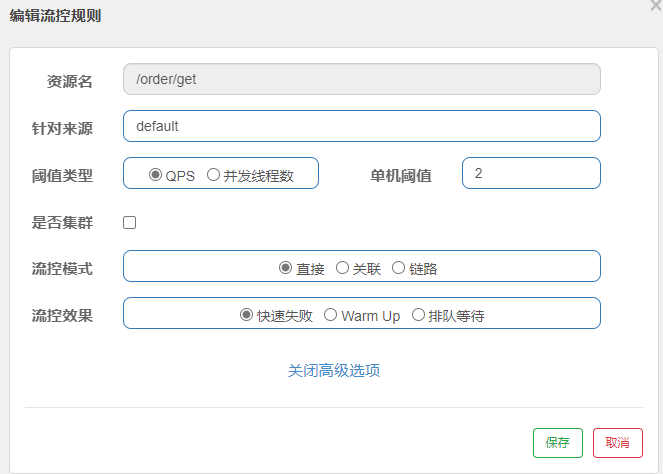 编辑流控规则
×
资源名 /order/get
针对来源 default
阈值类型 QPS 并发线程数 单机阈值 2
是否集群
流控模式 直接 关联 链路
流控效果 快速失败 Warm Up 排队等待
关闭高级选项
保存 取消